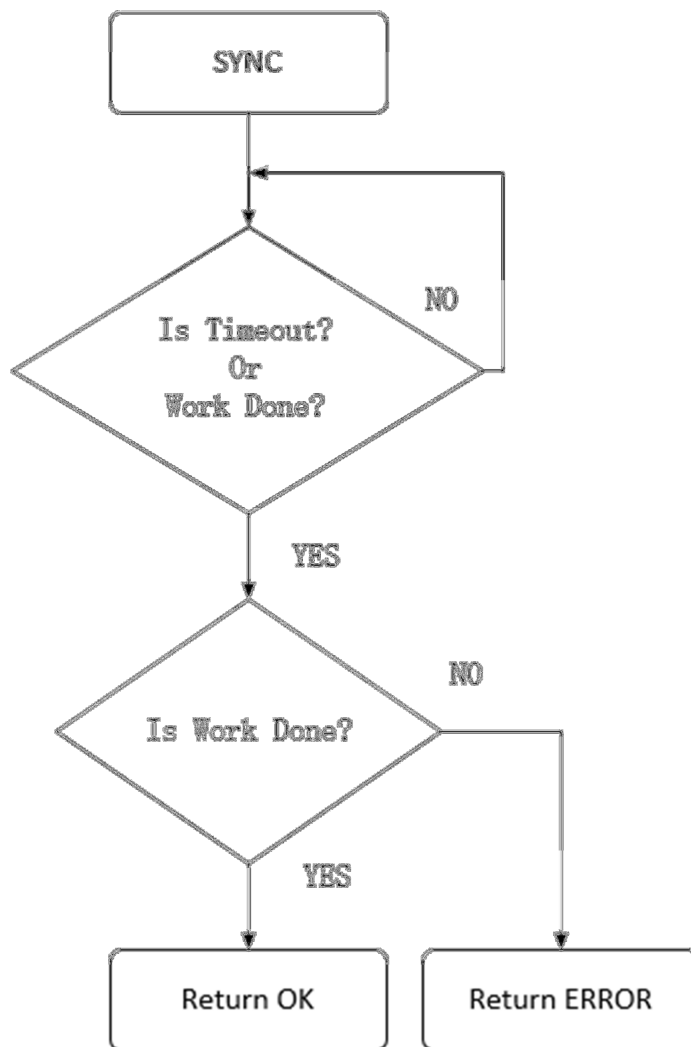 SYNC
NO
Is Timeout?
Or
Work Done?
YES
NO
Is Work Done?
YES
Return OK
Return ERROR